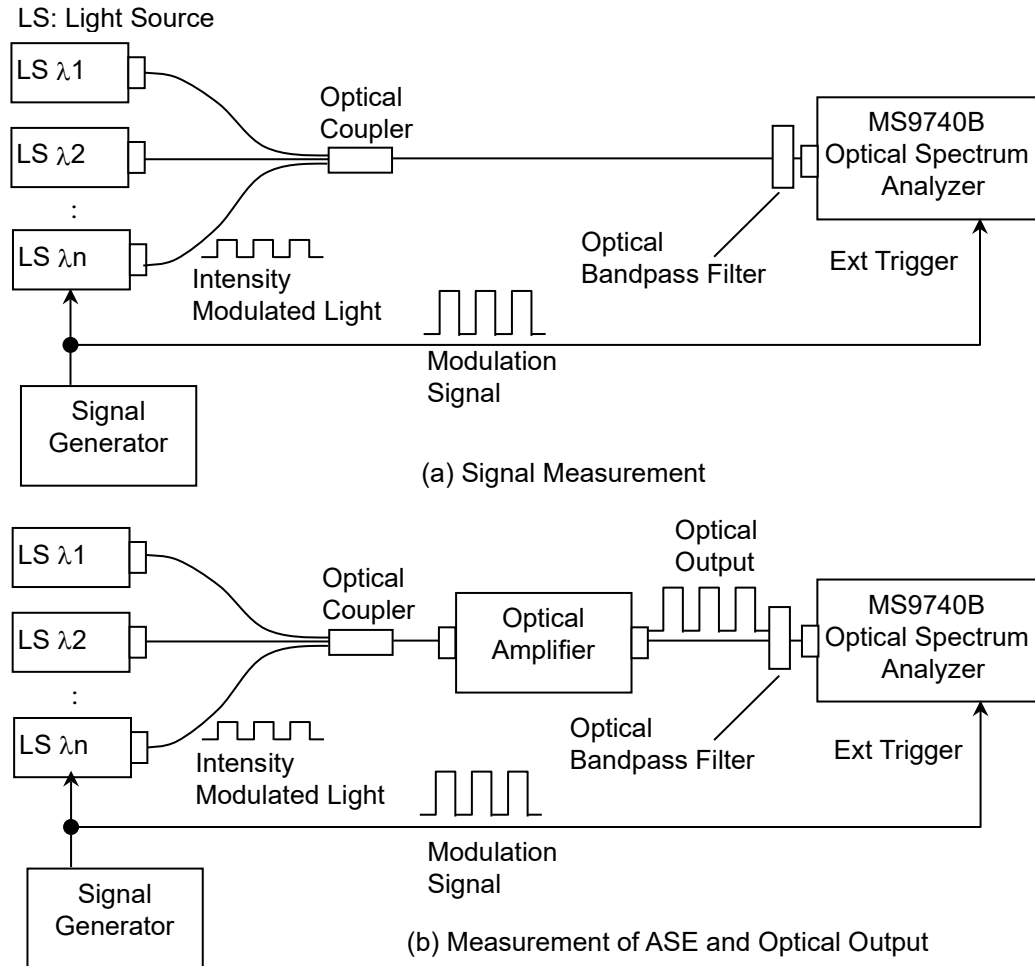 LS: Light Source
LS λ1
LS λ2
:
LS λn
Optical
Coupler
Intensity
Modulated Light
Modulation
Signal
Signal
Generator
Optical
Bandpass Filter
MS9740B
Optical Spectrum
Analyzer
Ext Trigger
(a) Signal Measurement
LS λ1
LS λ2
:
LS λn
Optical
Coupler
Optical
Amplifier
Optical
Output
Intensity
Modulated Light
Modulation
Signal
Signal
Generator
Optical
Bandpass Filter
MS9740B
Optical Spectrum
Analyzer
Ext Trigger
(b) Measurement of ASE and Optical Output